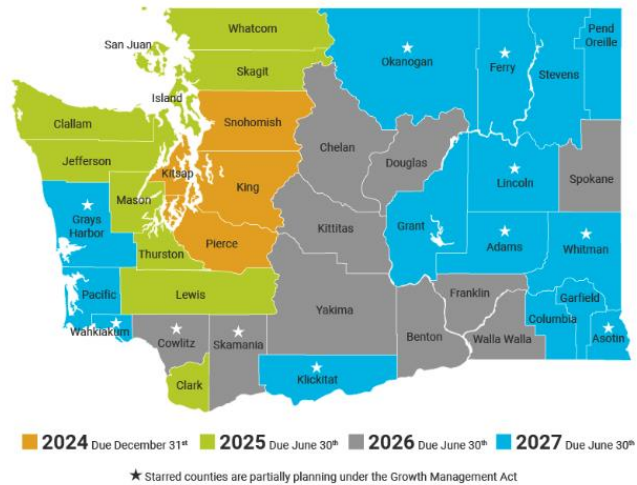 Whatcom
Pend
Oreille
San Juan
Okanogan
★
Ferry
Stevens
Skagit
Island
Clallam
Snohomish
Chelan
Douglas
Jefferson
Kitsap
King
★
Lincoln
Spokane
Mason
★
Grays
Harbor
Grant
Kittitas
★
Adams
★
Whitman
Pierce
Thurston
Pacific
Lewis
Yakima
Franklin
Garfield
Columbia
★
Wahkiakum
★
Cowlitz
★
Skamania
Benton
Walla Walla
★
Asotin
Clark
★
Klickitat
2024 Due December 31st 2025 Due June 30th 2026 Due June 30th 2027 Due June 30th
★ Starred counties are partially planning under the Growth Management Act